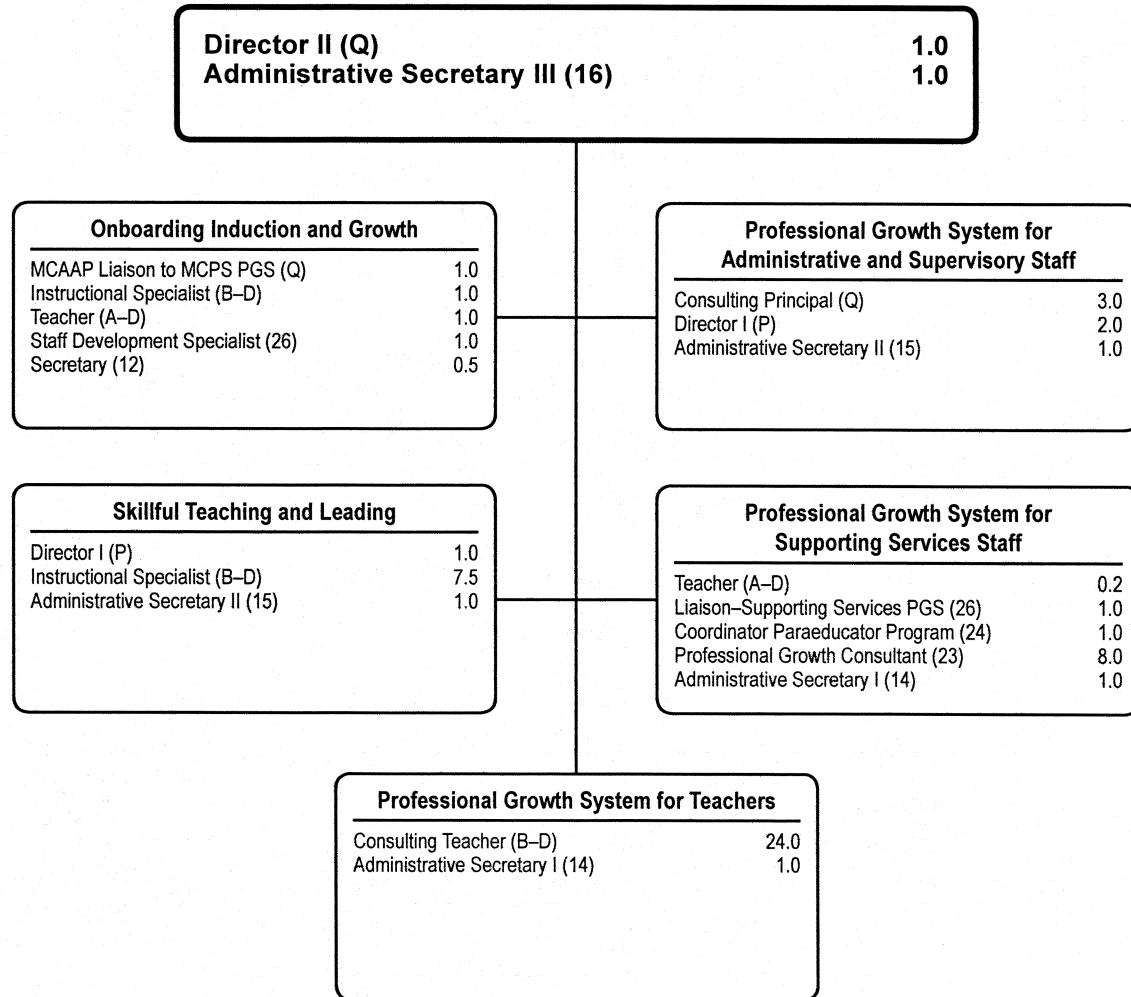 Director II (Q) 1.0
Administrative Secretary III (16) 1.0
Onboarding Induction and Growth
MCAAP Liaison to MCPS PGS (Q) 1.0
Instructional Specialist (B–D) 1.0
Teacher (A–D) 1.0
Staff Development Specialist (26) 1.0
Secretary (12) 0.5
Professional Growth System for
Administrative and Supervisory Staff
Consulting Principal (Q) 3.0
Director I (P) 2.0
Administrative Secretary II (15) 1.0
Skillful Teaching and Leading
Director I (P) 1.0
Instructional Specialist (B–D) 7.5
Administrative Secretary II (15) 1.0
Professional Growth System for
Supporting Services Staff
Teacher (A–D) 0.2
Liaison–Supporting Services PGS (26) 1.0
Coordinator Paraeducator Program (24) 1.0
Professional Growth Consultant (23) 8.0
Administrative Secretary I (14) 1.0
Professional Growth System for Teachers
Consulting Teacher (B–D) 24.0
Administrative Secretary I (14) 1.0